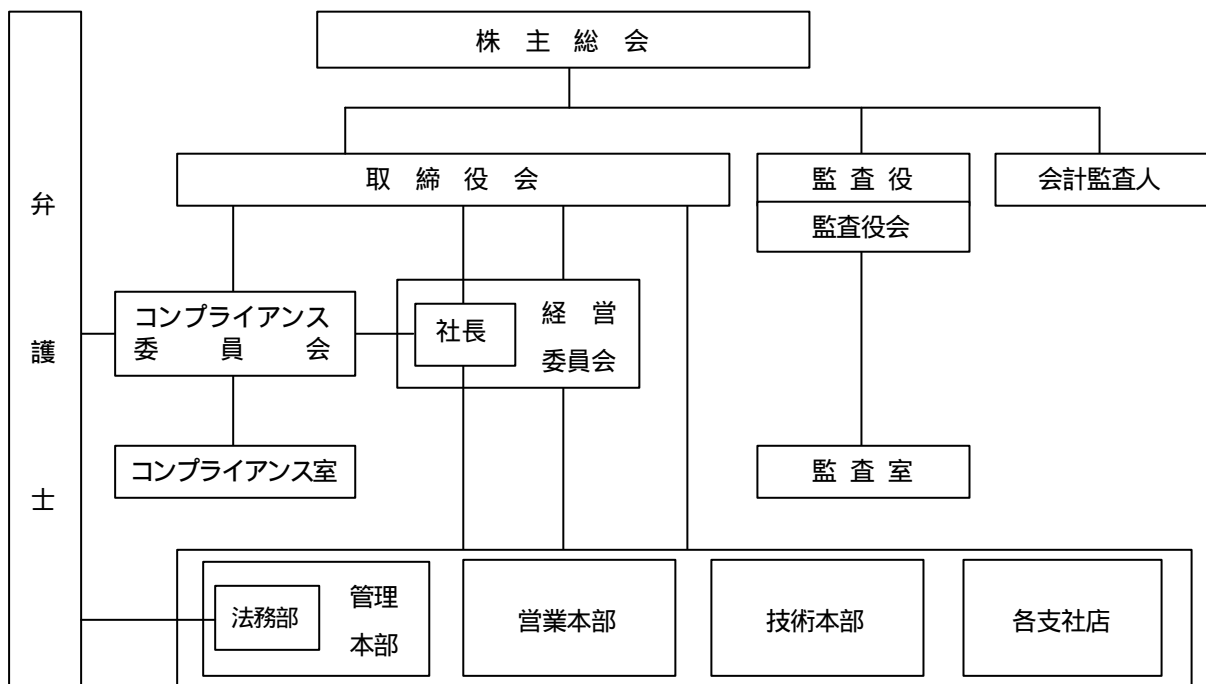 株主総会
取締役会
監査役
会計監査人
監査役会
弁護士
コンプライアンス
委員会
社長
経営
委員会
コンプライアンス室
監査室
法務部
管理
本部
営業本部
技術本部
各支社店